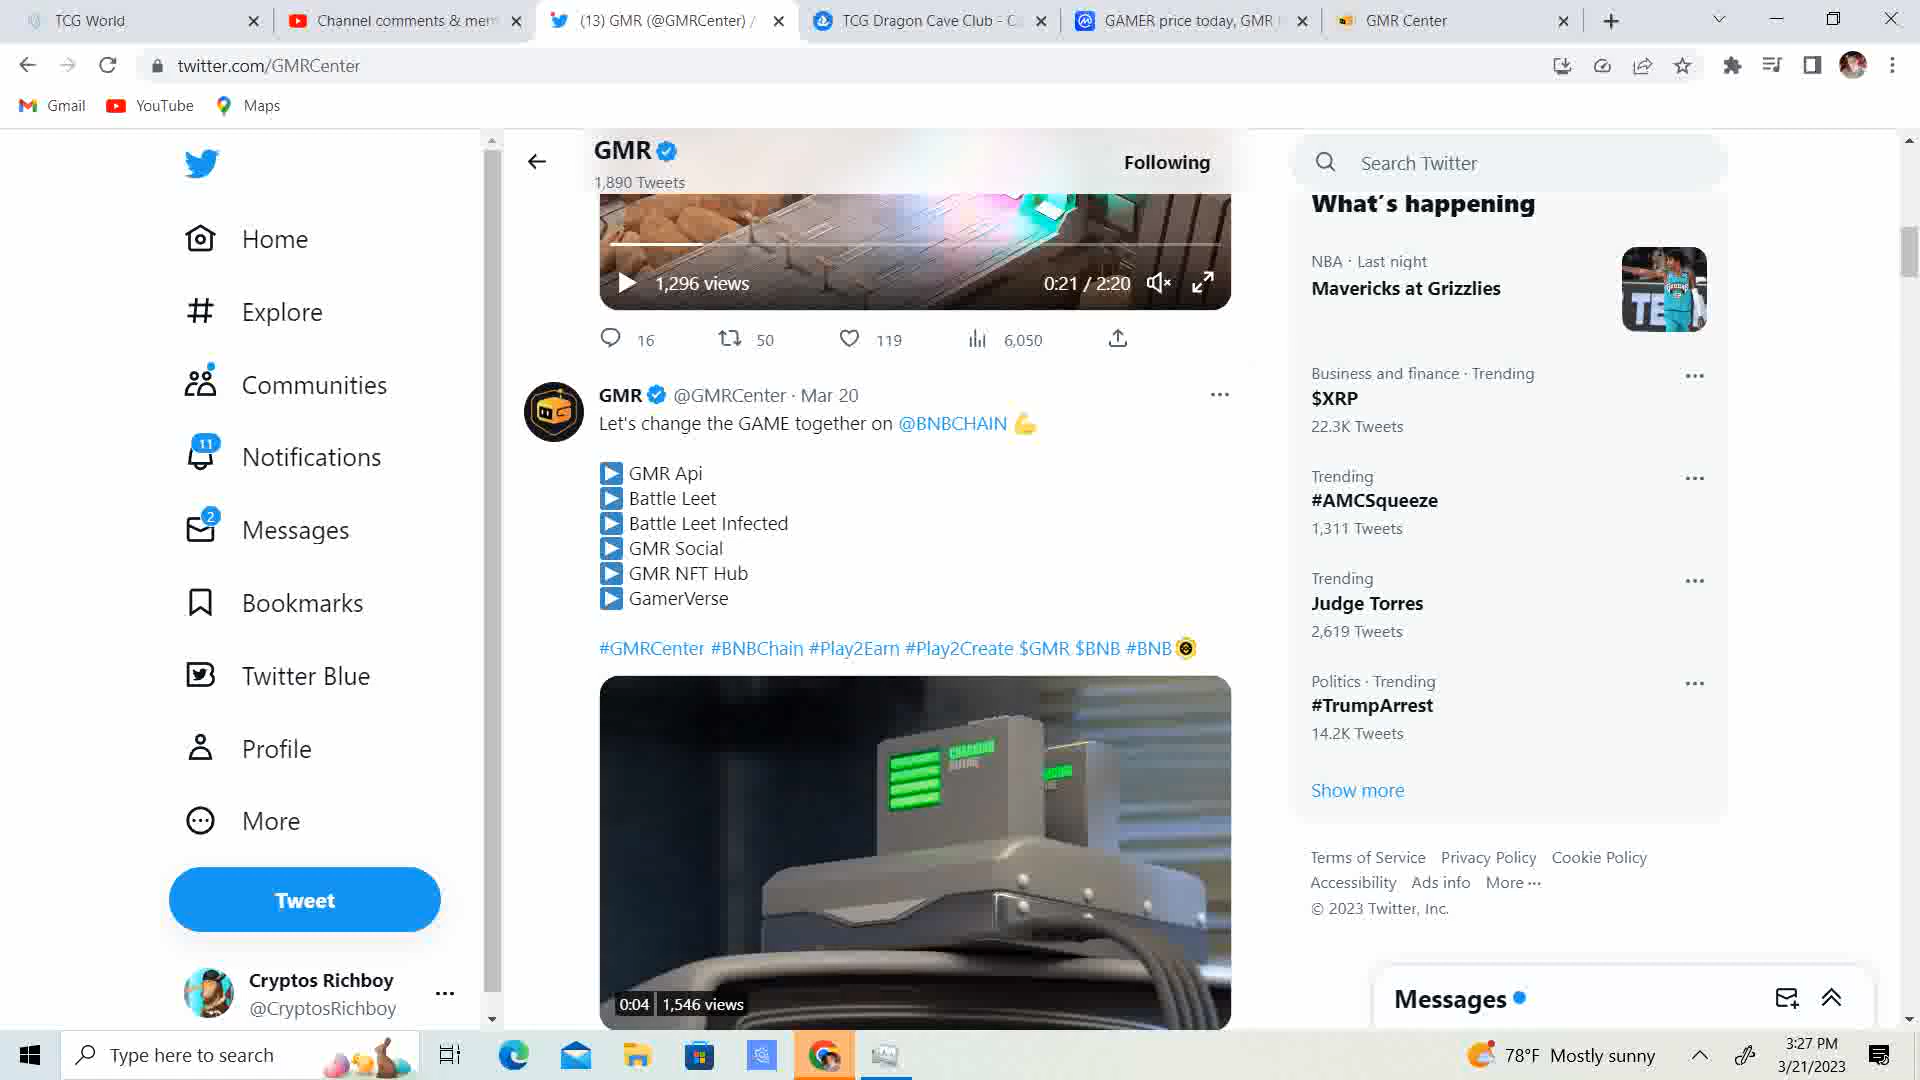 TCG World
Channel comments & men
(13) GMR (@GMRCenter) /
TCG Dragon Cave Club - C
GAMER price today, GMR
GMR Center
twitter.com/GMRCenter
Gmail
YouTube
Maps
Home
Explore
Communities
11
Notifications
2
Messages
Bookmarks
Twitter Blue
Profile
More
Tweet
Cryptos Richboy
@CryptosRichboy
GMR
1,890 Tweets
Following
1,296 views
0:21 / 2:20
16
50
119
6,050
GMR @GMRCenter · Mar 20
Let's change the GAME together on @BNBCHAIN 💪
▶️ GMR Api
▶️ Battle Leet
▶️ Battle Leet Infected
▶️ GMR Social
▶️ GMR NFT Hub
▶️ GamerVerse
#GMRCenter #BNBChain #Play2Earn #Play2Create $GMR $BNB #BNB
0:04
1,546 views
Search Twitter
What's happening
NBA · Last night
Mavericks at Grizzlies
Business and finance · Trending
$XRP
22.3K Tweets
Trending
#AMCSqueeze
1,311 Tweets
Trending
Judge Torres
2,619 Tweets
Politics · Trending
#TrumpArrest
14.2K Tweets
Show more
Terms of Service Privacy Policy Cookie Policy
Accessibility Ads info More ···
© 2023 Twitter, Inc.
Messages
Type here to search
78°F Mostly sunny
3:27 PM
3/21/2023